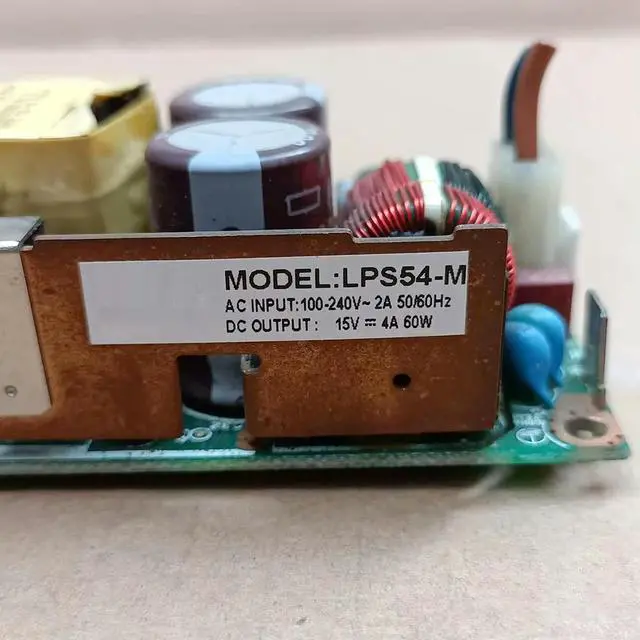 MODEL:LPS54-M
AC INPUT:100-240V~ 2A 50/60Hz
DC OUTPUT: 15V ⎓ 4A 60W